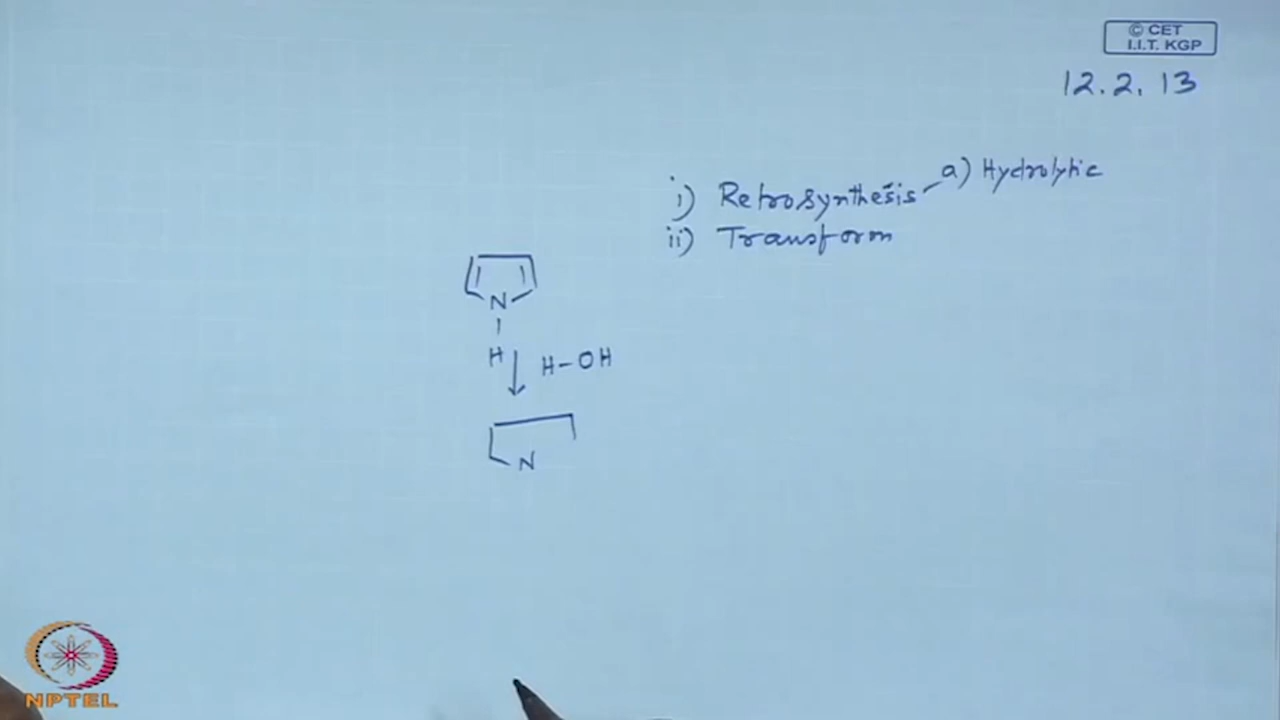 © CET
I.I.T. KGP
12.2.13
i) Retrosynthesis a) Hydrolytic
ii) Transform
N
H
H-OH
N
NPTEL